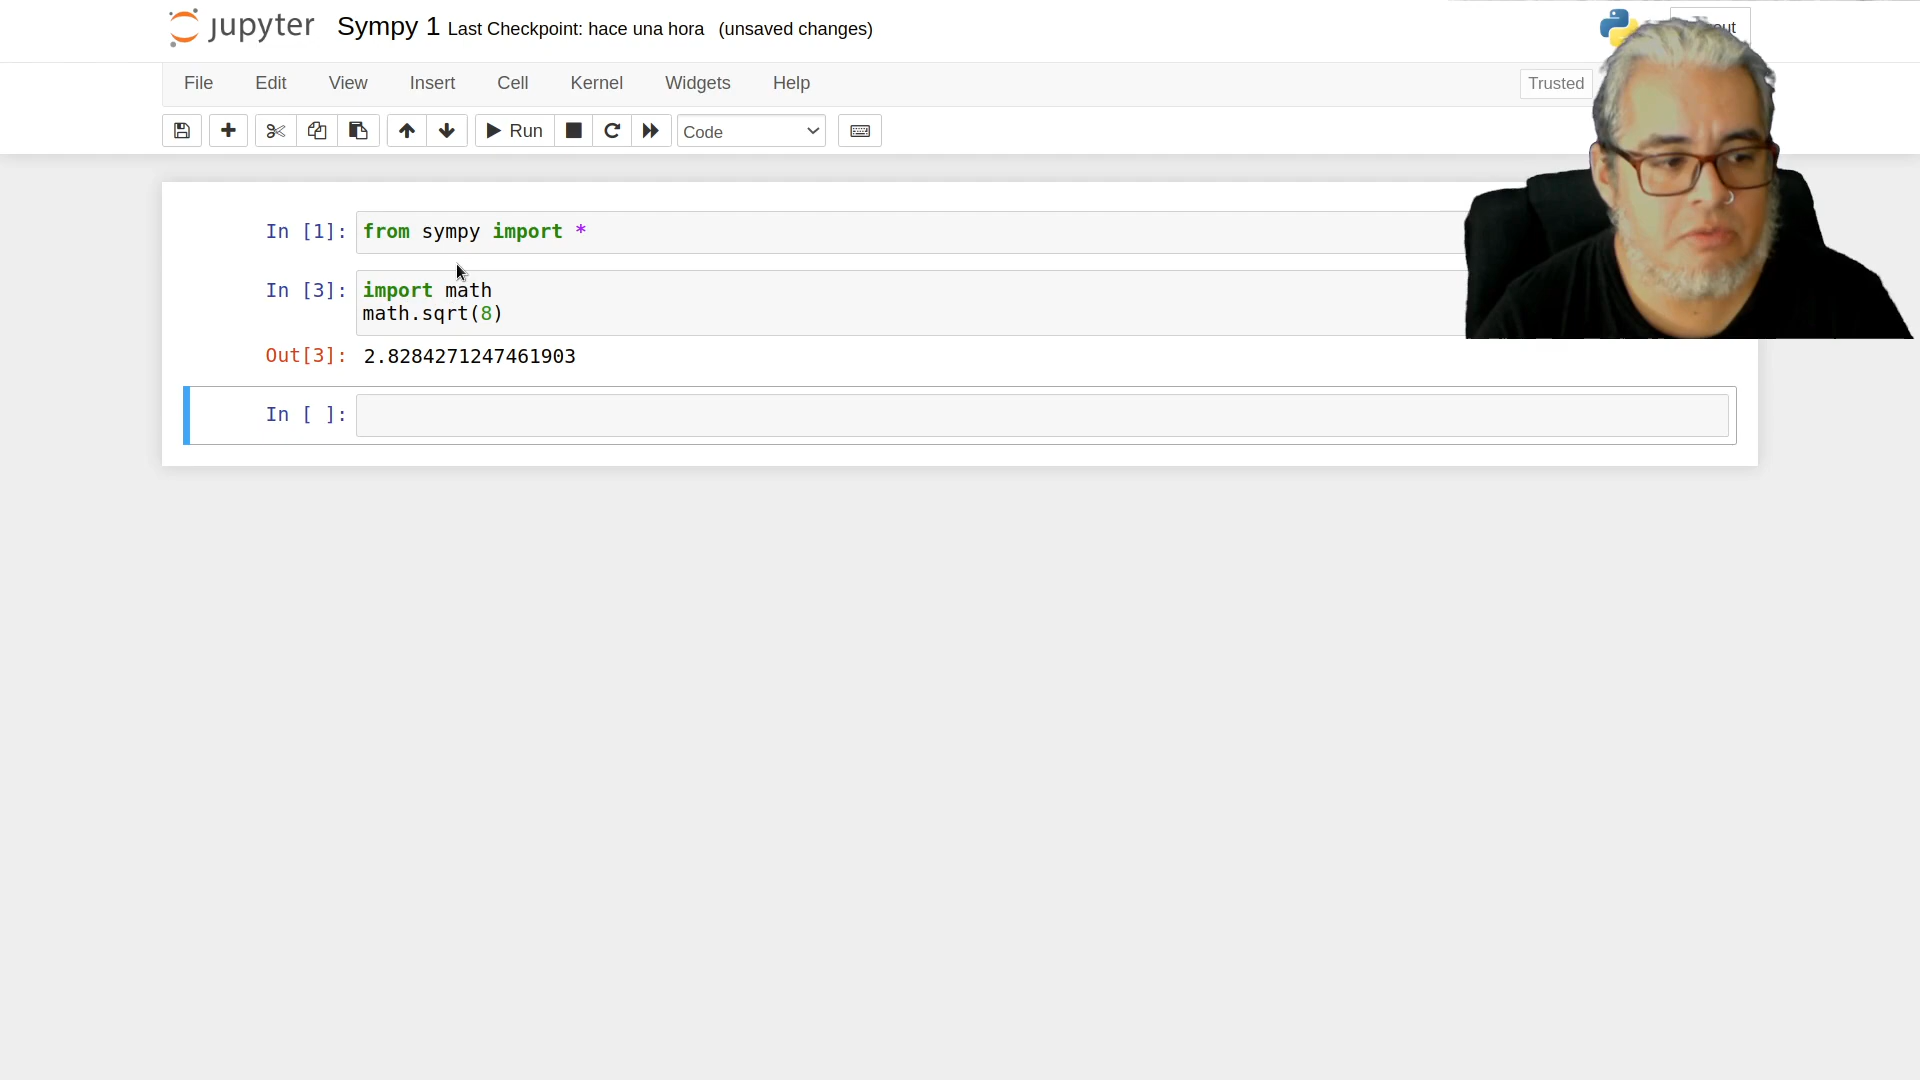 jupyter Sympy 1 Last Checkpoint: hace una hora (unsaved changes)
File Edit View Insert Cell Kernel Widgets Help Trusted
Run Code
In [1]: from sympy import *
In [3]: import math
math.sqrt(8)
Out[3]: 2.8284271247461903
In [ ]: